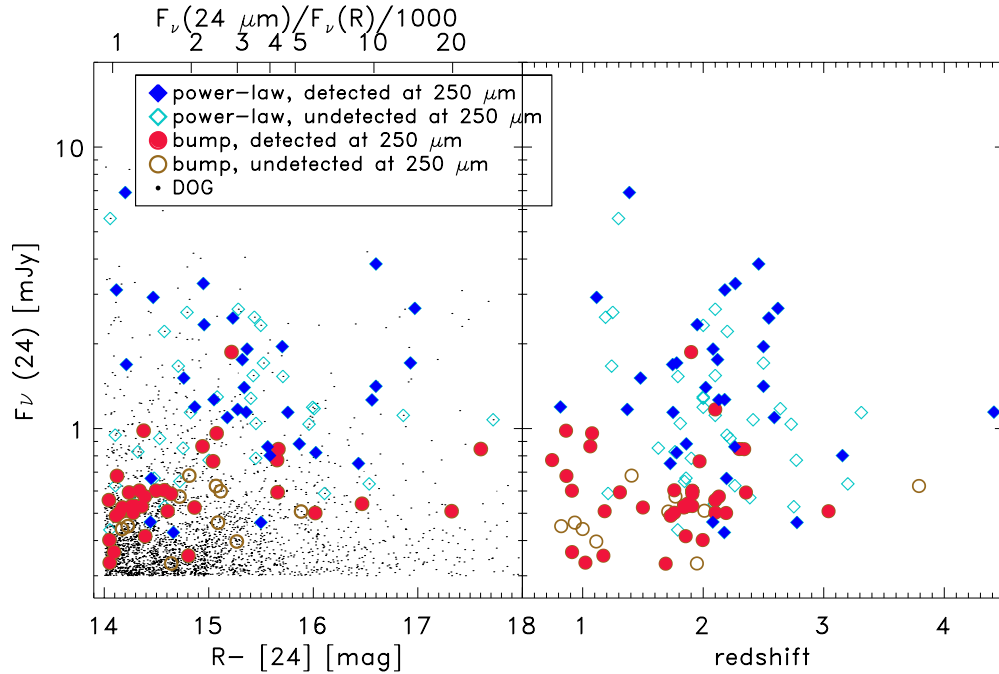 Fν(24 μm)/Fν(R)/1000
1 2 3 4 5 10 20
power-law, detected at 250 μm
power-law, undetected at 250 μm
bump, detected at 250 μm
bump, undetected at 250 μm
DOG
10
1
Fν (24) [mJy]
14 15 16 17 18 1 2 3 4
R- [24] [mag] redshift